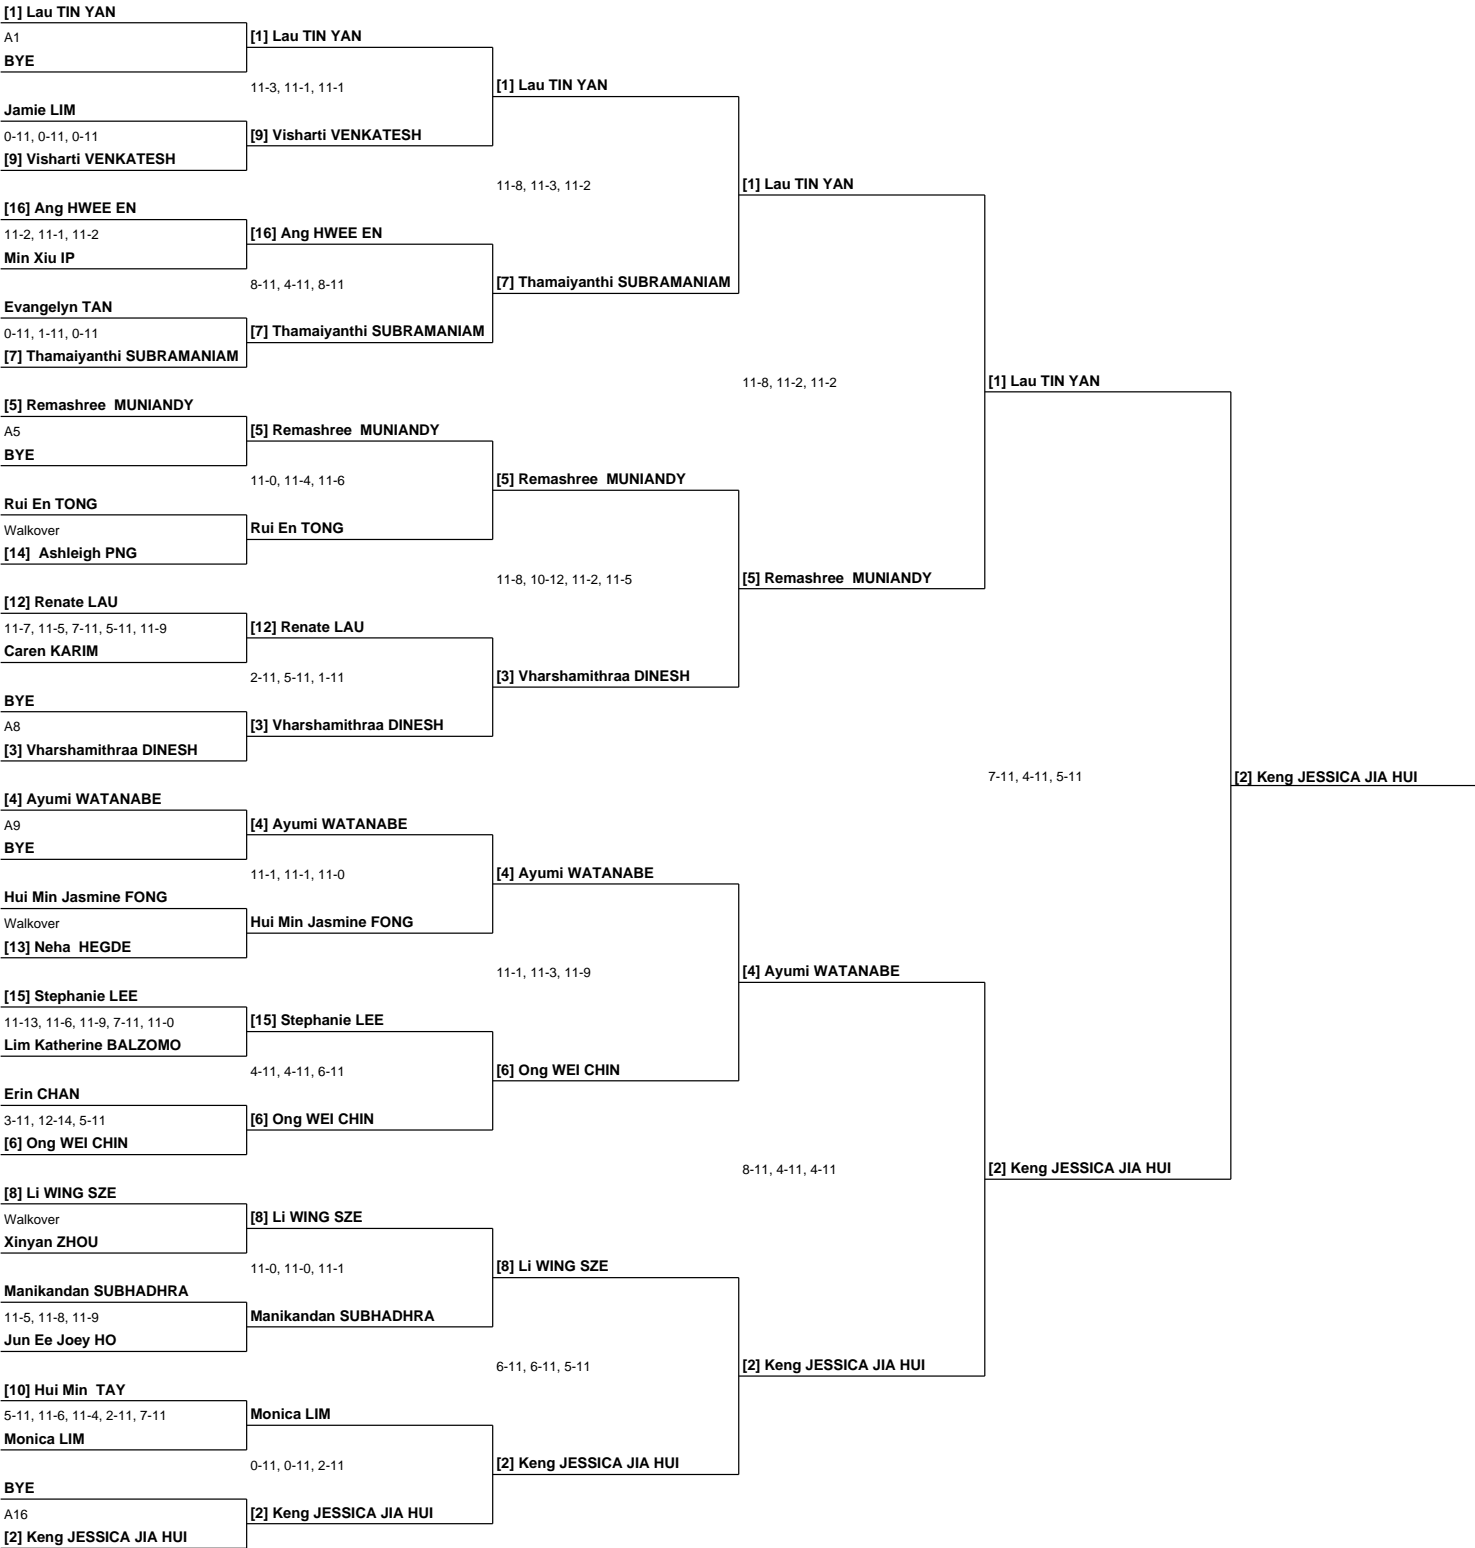 [1] Lau TIN YAN
A1
BYE
Jamie LIM
0-11, 0-11, 0-11
[9] Visharti VENKATESH
[16] Ang HWEE EN
11-2, 11-1, 11-2
Min Xiu IP
Evangelyn TAN
0-11, 1-11, 0-11
[7] Thamaiyanthi SUBRAMANIAM
[5] Remashree  MUNIANDY
A5
BYE
Rui En TONG
Walkover
[14]  Ashleigh PNG
[12] Renate LAU
11-7, 11-5, 7-11, 5-11, 11-9
Caren KARIM
BYE
A8
[3] Vharshamithraa DINESH
[4] Ayumi WATANABE
A9
BYE
Hui Min Jasmine FONG
Walkover
[13] Neha  HEGDE
[15] Stephanie LEE
11-13, 11-6, 11-9, 7-11, 11-0
Lim Katherine BALZOMO
Erin CHAN
3-11, 12-14, 5-11
[6] Ong WEI CHIN
[8] Li WING SZE
Walkover
Xinyan ZHOU
Manikandan SUBHADHRA
11-5, 11-8, 11-9
Jun Ee Joey HO
[10] Hui Min  TAY
5-11, 11-6, 11-4, 2-11, 7-11
Monica LIM
BYE
A16
[2] Keng JESSICA JIA HUI
[1] Lau TIN YAN
11-3, 11-1, 11-1
[9] Visharti VENKATESH
[16] Ang HWEE EN
8-11, 4-11, 8-11
[7] Thamaiyanthi SUBRAMANIAM
[5] Remashree  MUNIANDY
11-0, 11-4, 11-6
Rui En TONG
[12] Renate LAU
2-11, 5-11, 1-11
[3] Vharshamithraa DINESH
[4] Ayumi WATANABE
11-1, 11-1, 11-0
Hui Min Jasmine FONG
[15] Stephanie LEE
4-11, 4-11, 6-11
[6] Ong WEI CHIN
[8] Li WING SZE
11-0, 11-0, 11-1
Manikandan SUBHADHRA
Monica LIM
0-11, 0-11, 2-11
[2] Keng JESSICA JIA HUI
[1] Lau TIN YAN
11-8, 11-3, 11-2
[7] Thamaiyanthi SUBRAMANIAM
[5] Remashree  MUNIANDY
11-8, 10-12, 11-2, 11-5
[3] Vharshamithraa DINESH
[4] Ayumi WATANABE
11-1, 11-3, 11-9
[6] Ong WEI CHIN
[8] Li WING SZE
6-11, 6-11, 5-11
[2] Keng JESSICA JIA HUI
[1] Lau TIN YAN
11-8, 11-2, 11-2
[5] Remashree  MUNIANDY
[4] Ayumi WATANABE
8-11, 4-11, 4-11
[2] Keng JESSICA JIA HUI
[1] Lau TIN YAN
7-11, 4-11, 5-11
[2] Keng JESSICA JIA HUI
[2] Keng JESSICA JIA HUI